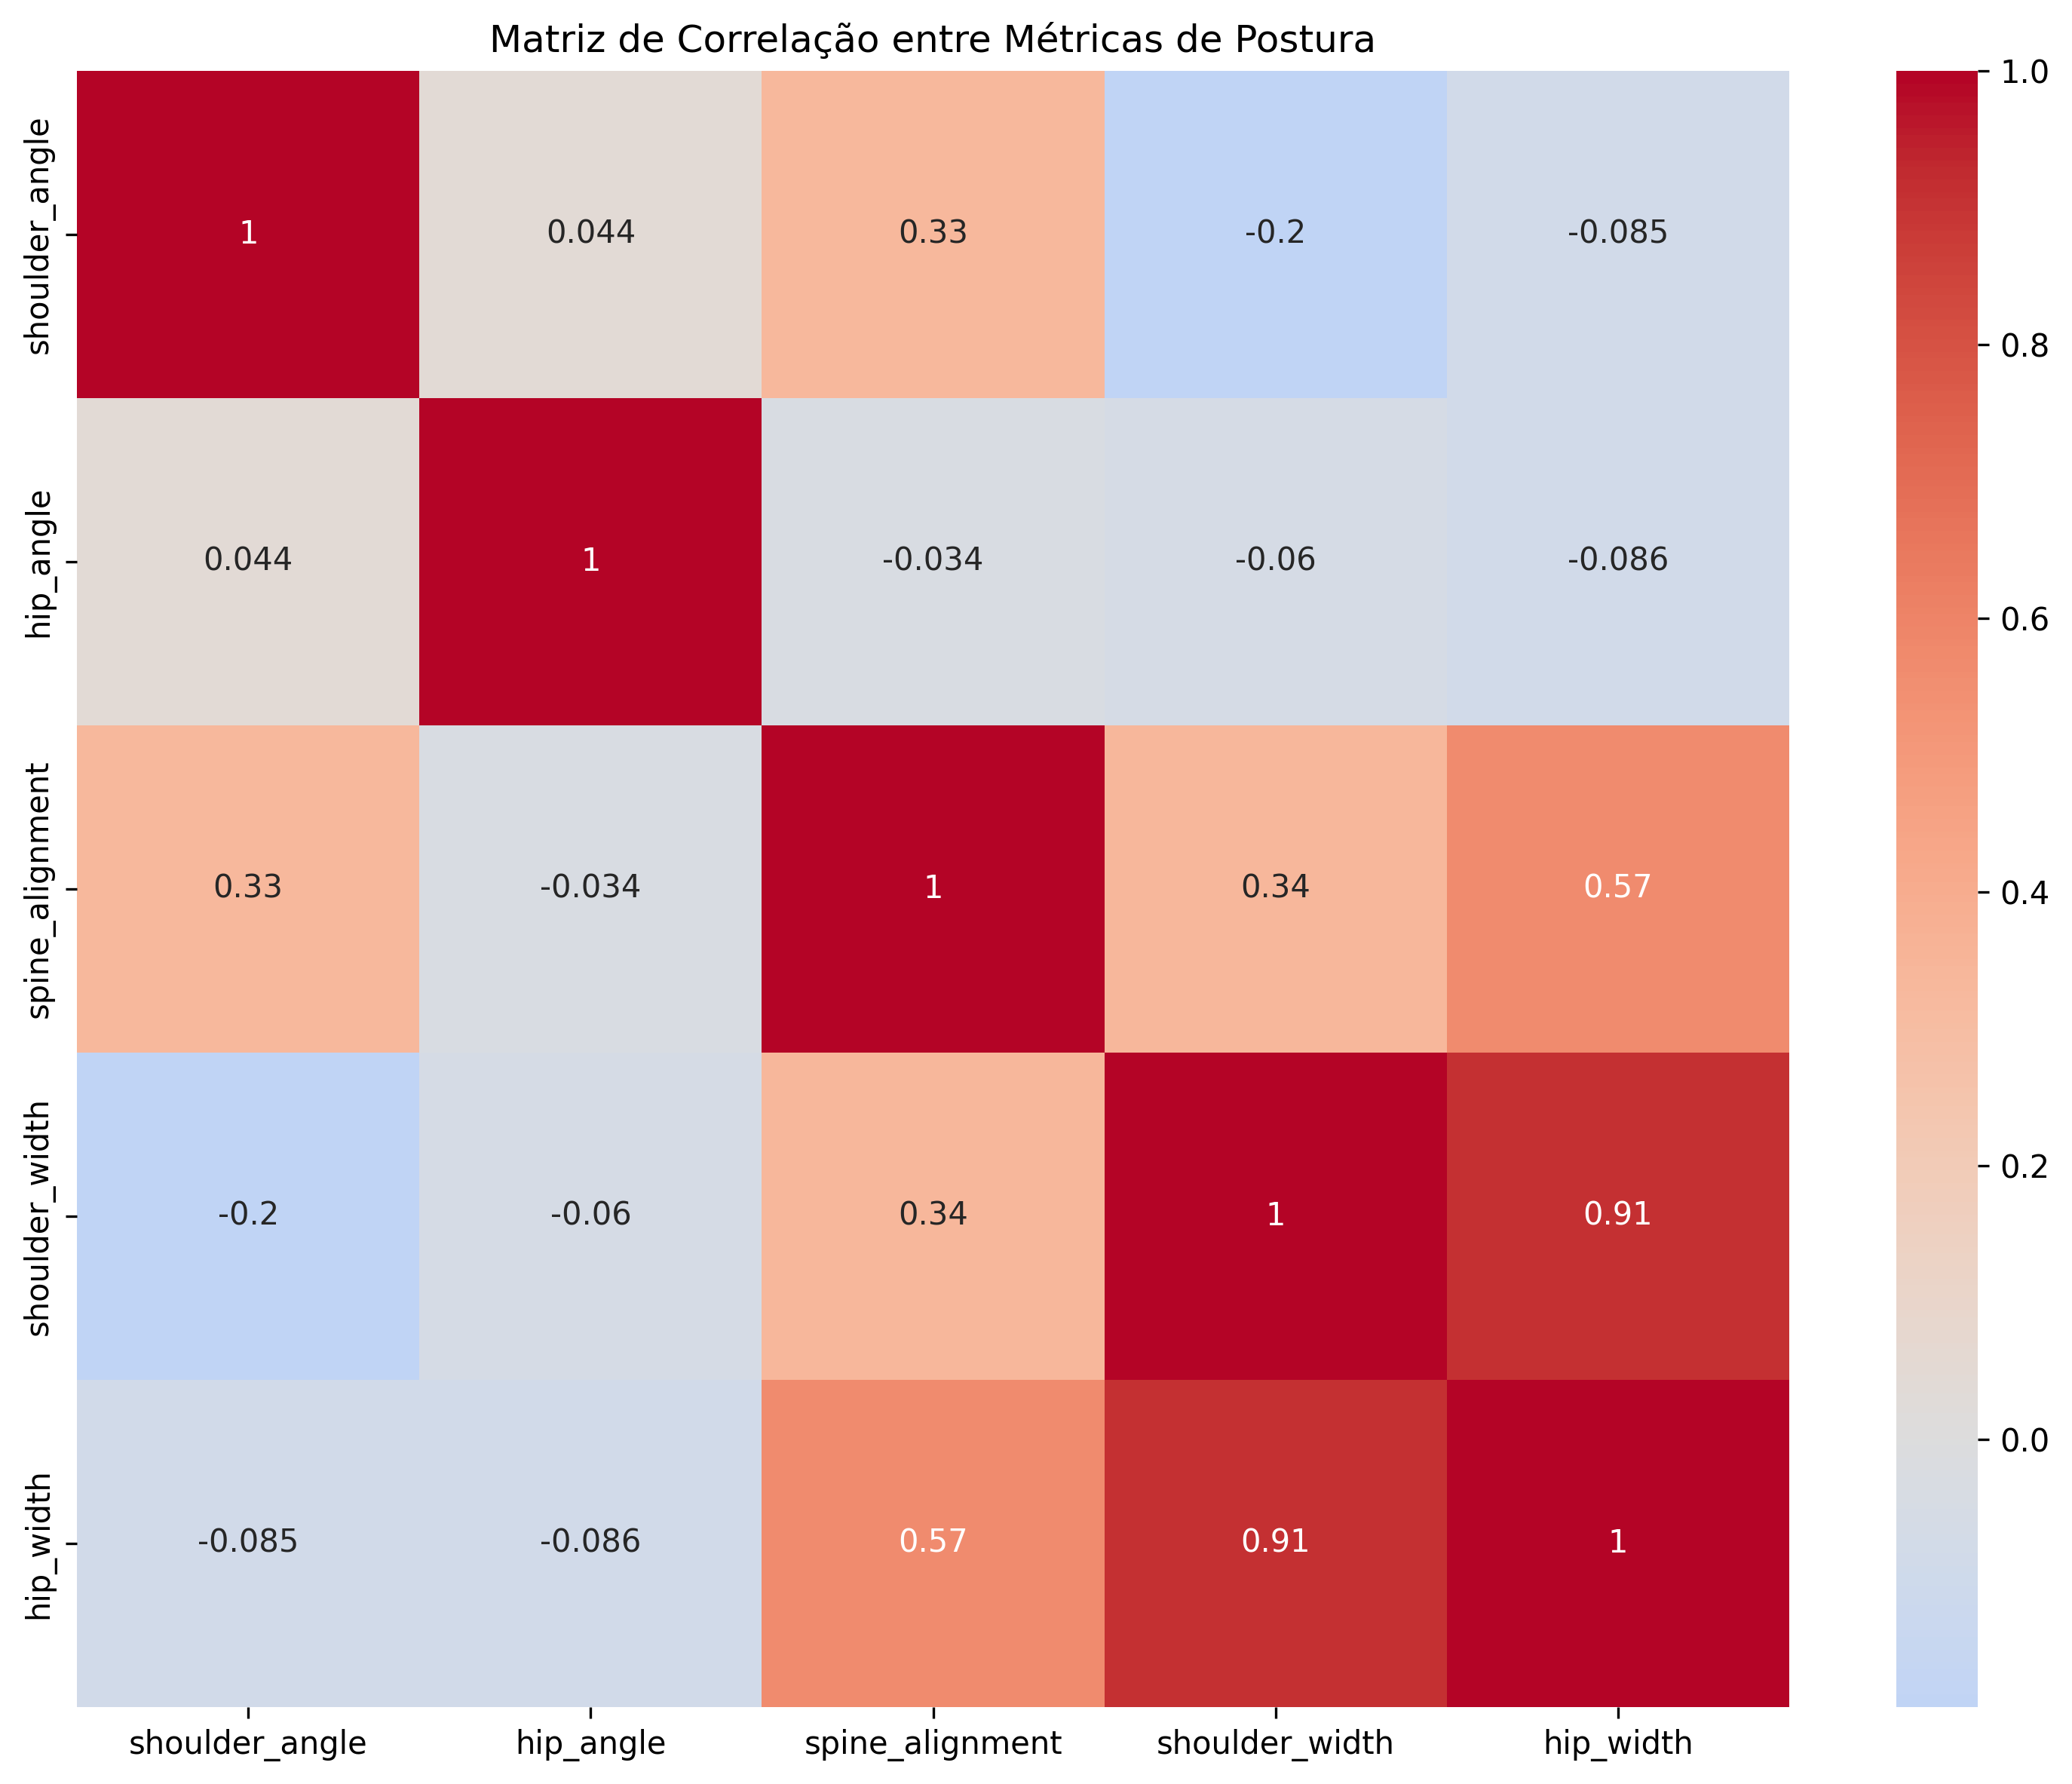 Matriz de Correlação entre Métricas de Postura
shoulder_angle
1
0.044
0.33
-0.2
-0.085
hip_angle
0.044
1
-0.034
-0.06
-0.086
spine_alignment
0.33
-0.034
1
0.34
0.57
shoulder_width
-0.2
-0.06
0.34
1
0.91
hip_width
-0.085
-0.086
0.57
0.91
1
shoulder_angle
hip_angle
spine_alignment
shoulder_width
hip_width
1.0
0.8
0.6
0.4
0.2
0.0